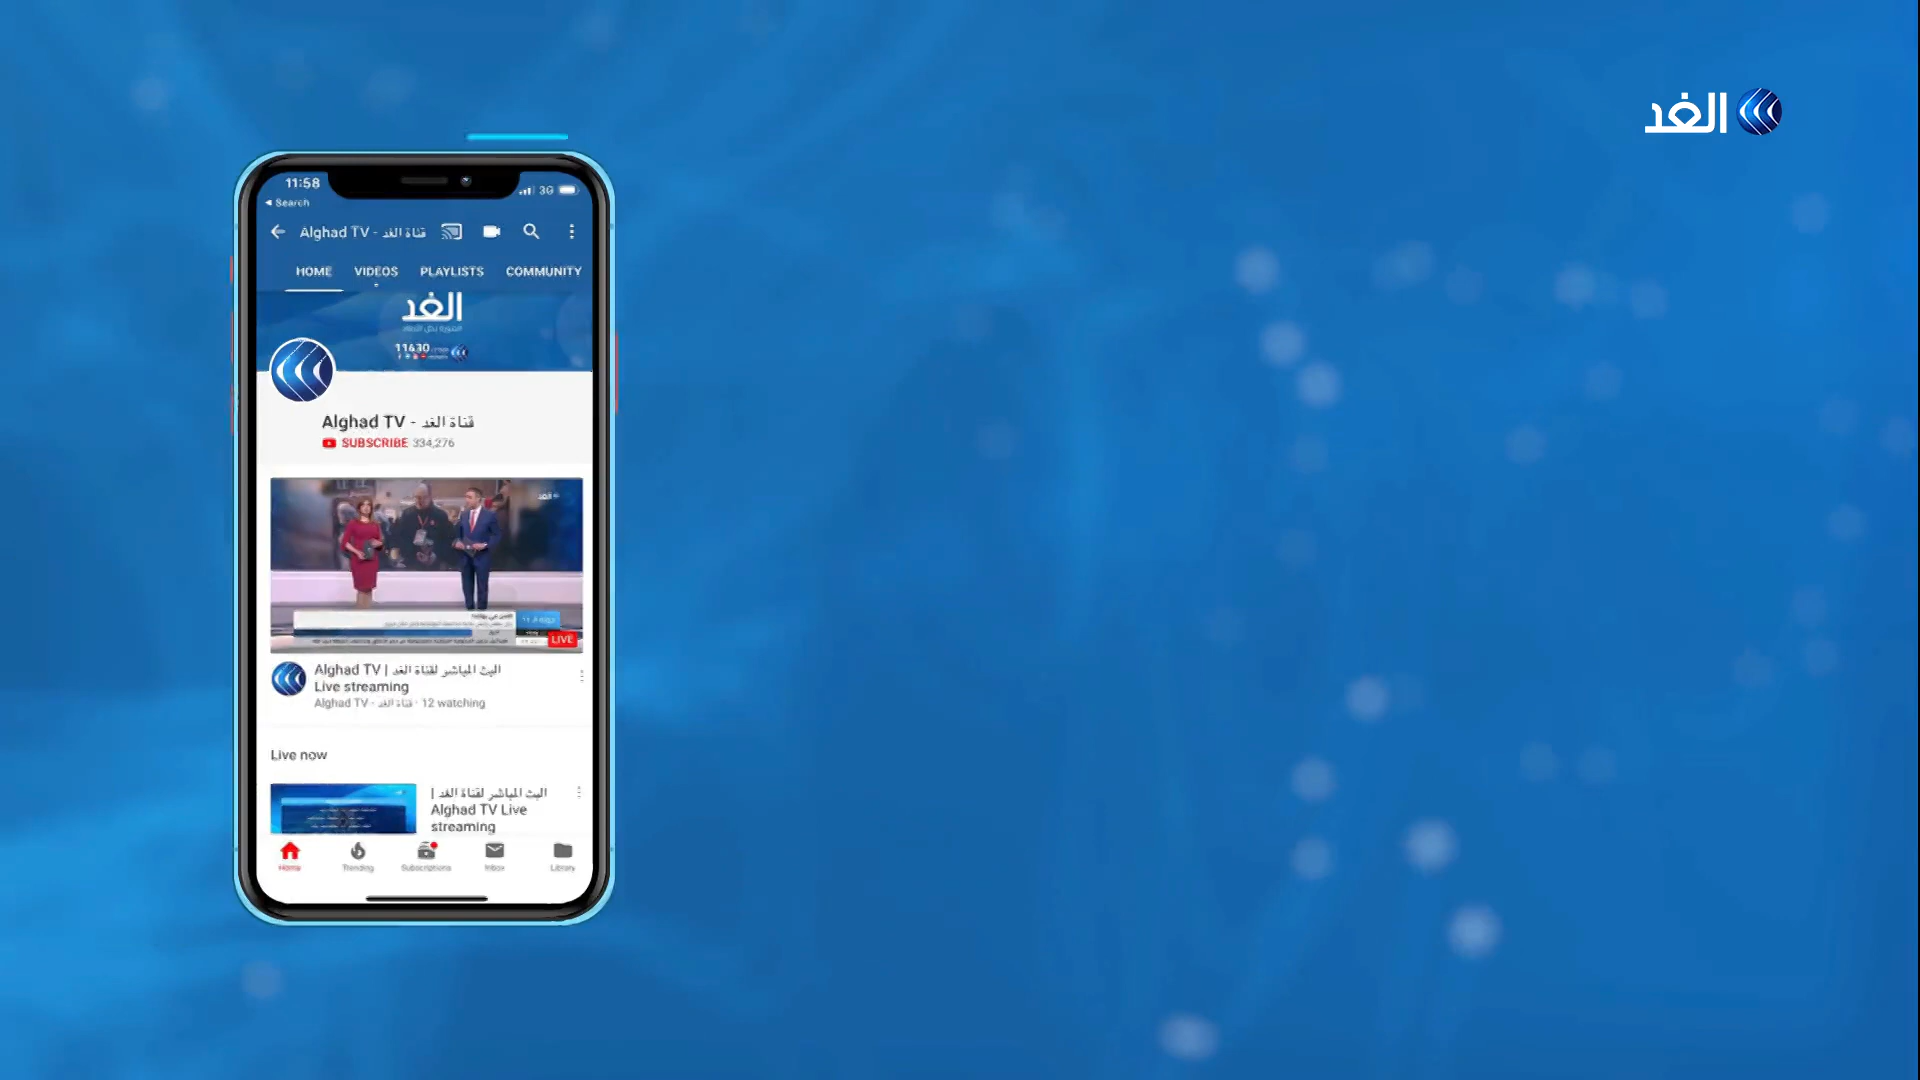 الغد
11:58
3G
Search
Alghad TV - قناة الغد
HOME VIDEOS PLAYLISTS COMMUNITY
الغد
11630
Alghad TV - قناة الغد
SUBSCRIBE 334,276
الغد
LIVE
Alghad TV | البث المباشر لقناة الغد
Live streaming
Alghad TV - قناة الغد · 12 watching
Live now
البث المباشر لقناة الغد |
Alghad TV Live
streaming
Home Trending Subscriptions Inbox Library